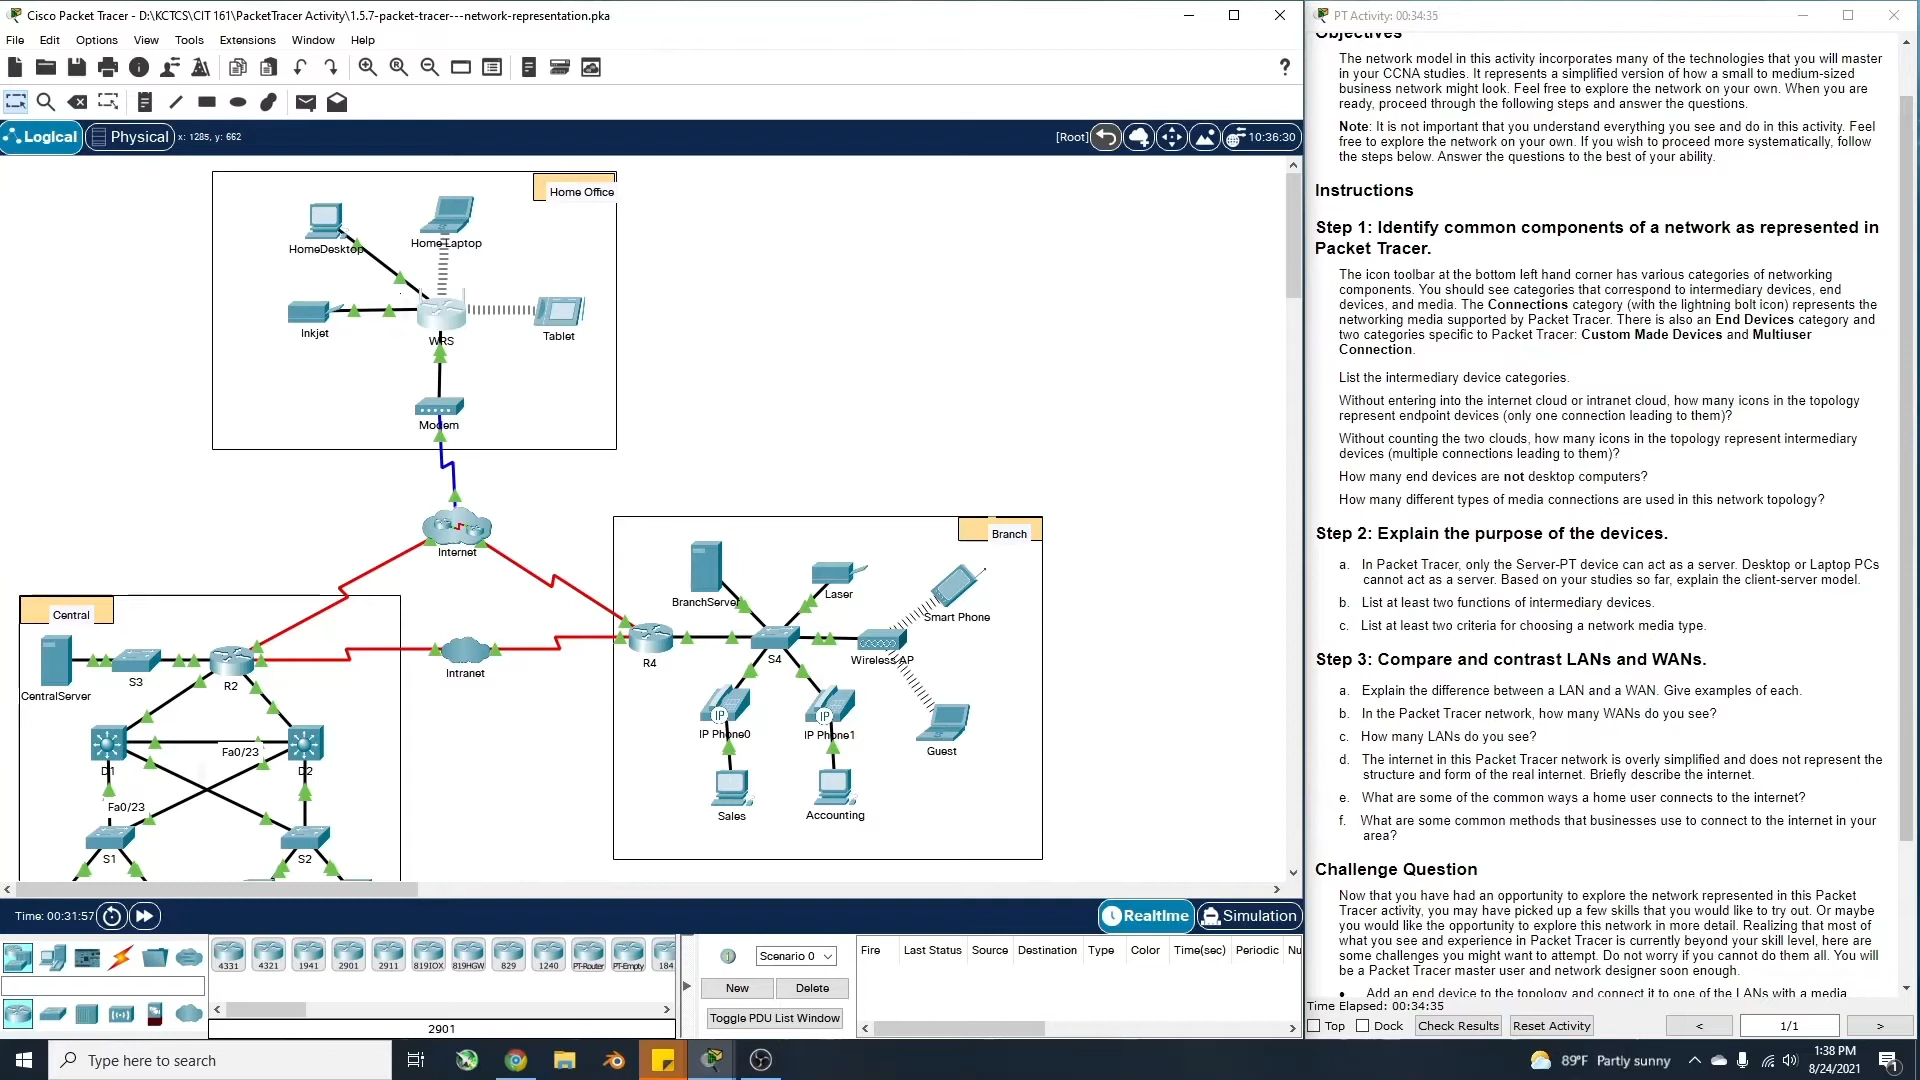 Cisco Packet Tracer - D:\KCTCS\CIT 161\PacketTracer Activity\1.5.7-packet-tracer---network-representation.pka
File Edit Options View Tools Extensions Window Help
?
Logical Physical x: 1285, y: 662
[Root] 10:36:30
Home Office
HomeDesktop
Home Laptop
Inkjet
WRS
Tablet
Modem
Internet
Branch
BranchServer
Laser
Smart Phone
Central
CentralServer
S3
R2
Intranet
R4
S4
Wireless AP
IP
IP
IP Phone0
IP Phone1
Guest
Fa0/23
D1
D2
Fa0/23
Sales
Accounting
S1
S2
Time: 00:31:57
Realtime Simulation
4331 4321 1941 2901 2911 819IOX 819HGW 829 1240 PT-Router PT-Empty 184
2901
Scenario 0
New Delete
Toggle PDU List Window
Fire Last Status Source Destination Type Color Time(sec) Periodic Nu
PT Activity: 00:34:35
Objectives
The network model in this activity incorporates many of the technologies that you will master
in your CCNA studies. It represents a simplified version of how a small to medium-sized
business network might look. Feel free to explore the network on your own. When you are
ready, proceed through the following steps and answer the questions.
Note: It is not important that you understand everything you see and do in this activity. Feel
free to explore the network on your own. If you wish to proceed more systematically, follow
the steps below. Answer the questions to the best of your ability.
Instructions
Step 1: Identify common components of a network as represented in
Packet Tracer.
The icon toolbar at the bottom left hand corner has various categories of networking
components. You should see categories that correspond to intermediary devices, end
devices, and media. The Connections category (with the lightning bolt icon) represents the
networking media supported by Packet Tracer. There is also an End Devices category and
two categories specific to Packet Tracer: Custom Made Devices and Multiuser
Connection.
List the intermediary device categories.
Without entering into the internet cloud or intranet cloud, how many icons in the topology
represent endpoint devices (only one connection leading to them)?
Without counting the two clouds, how many icons in the topology represent intermediary
devices (multiple connections leading to them)?
How many end devices are not desktop computers?
How many different types of media connections are used in this network topology?
Step 2: Explain the purpose of the devices.
a. In Packet Tracer, only the Server-PT device can act as a server. Desktop or Laptop PCs
cannot act as a server. Based on your studies so far, explain the client-server model.
b. List at least two functions of intermediary devices.
c. List at least two criteria for choosing a network media type.
Step 3: Compare and contrast LANs and WANs.
a. Explain the difference between a LAN and a WAN. Give examples of each.
b. In the Packet Tracer network, how many WANs do you see?
c. How many LANs do you see?
d. The internet in this Packet Tracer network is overly simplified and does not represent the
structure and form of the real internet. Briefly describe the internet.
e. What are some of the common ways a home user connects to the internet?
f. What are some common methods that businesses use to connect to the internet in your
area?
Challenge Question
Now that you have had an opportunity to explore the network represented in this Packet
Tracer activity, you may have picked up a few skills that you would like to try out. Or maybe
you would like the opportunity to explore this network in more detail. Realizing that most of
what you see and experience in Packet Tracer is currently beyond your skill level, here are
some challenges you might want to attempt. Do not worry if you cannot do them all. You will
be a Packet Tracer master user and network designer soon enough.
• Add an end device to the topology and connect it to one of the LANs with a media
Time Elapsed: 00:34:35
Top Dock Check Results Reset Activity < 1/1 >
Type here to search
89°F Partly sunny
1:38 PM
8/24/2021
1